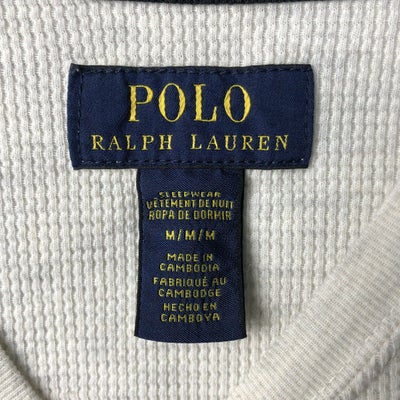 POLO
RALPH LAUREN
SLEEPWEAR
VÊTEMENT DE NUIT
ROPA DE DORMIR
M/M/M
MADE IN
CAMBODIA
FABRIQUÉ AU
CAMBODGE
HECHO EN
CAMBOYA